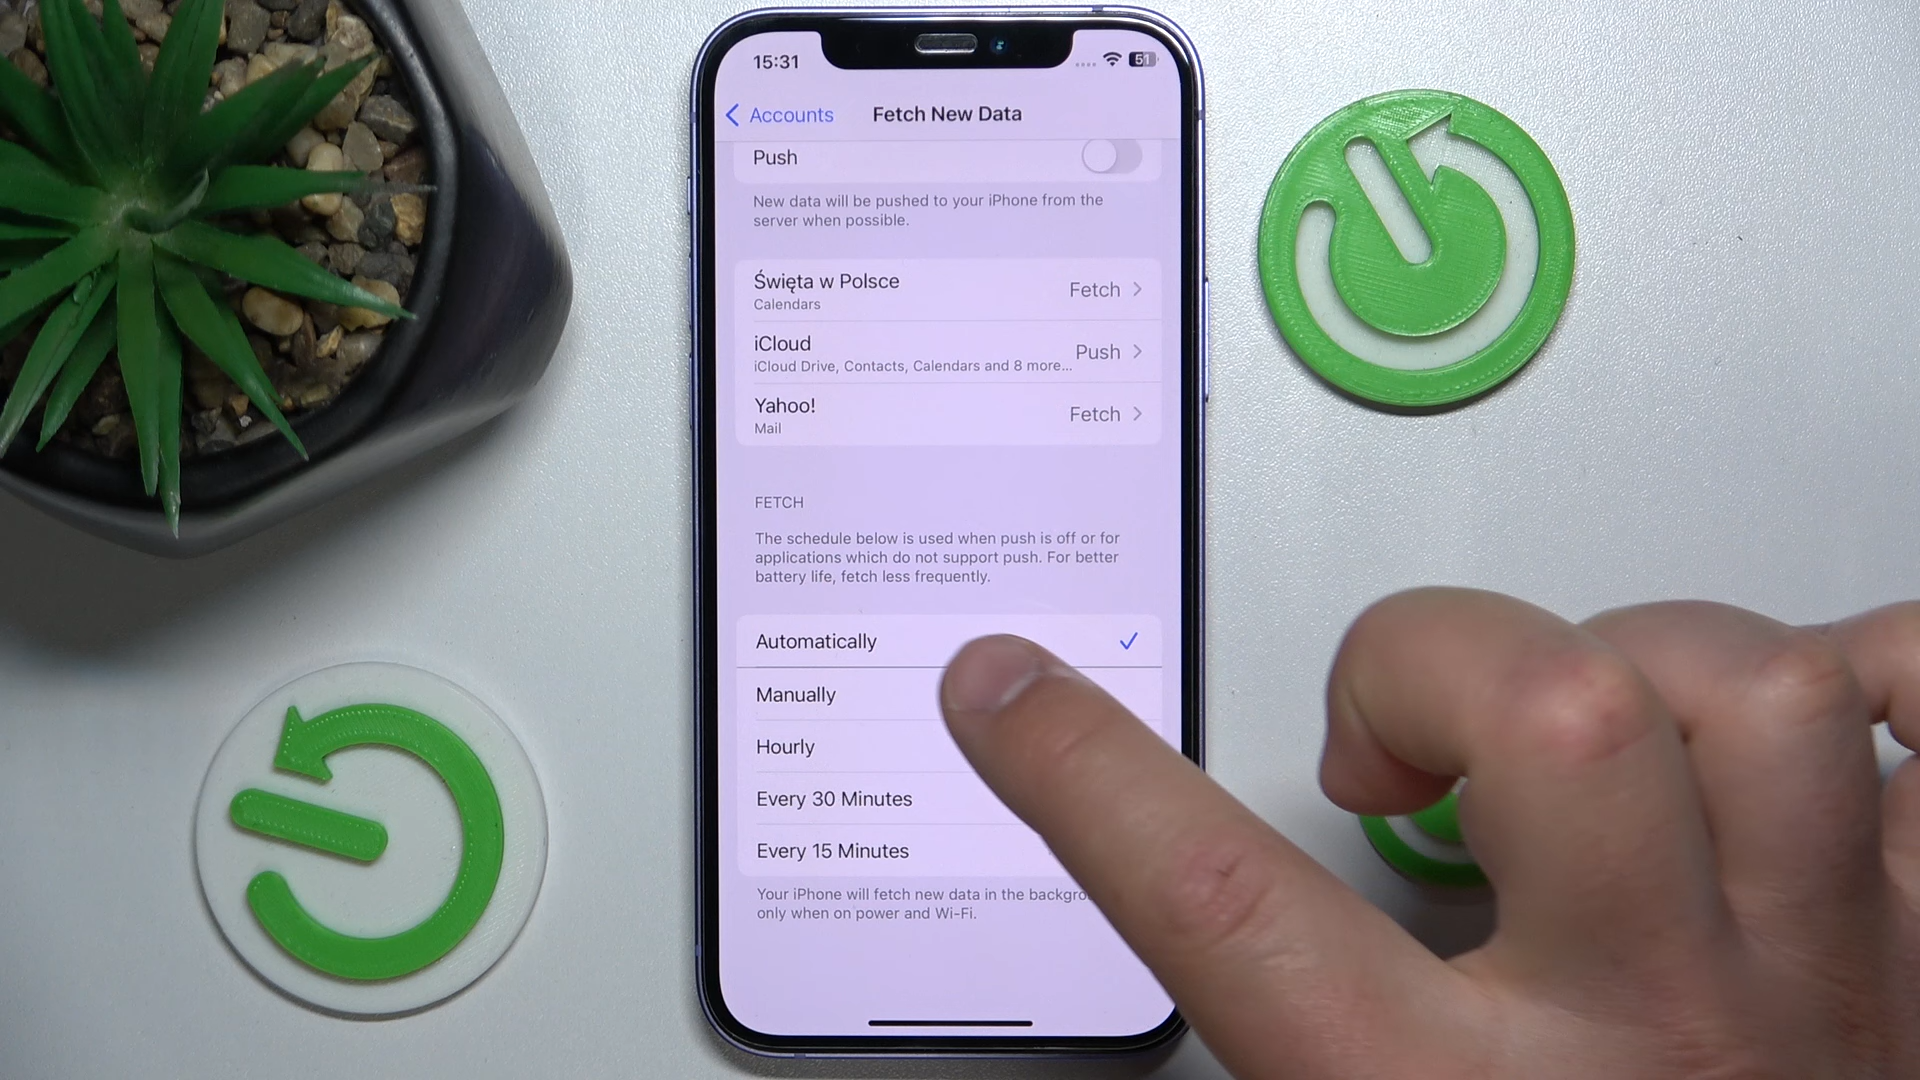 15:31
51
Accounts
Fetch New Data
Push
New data will be pushed to your iPhone from the
server when possible.
Święta w Polsce
Calendars
Fetch
iCloud
iCloud Drive, Contacts, Calendars and 8 more...
Push
Yahoo!
Mail
Fetch
FETCH
The schedule below is used when push is off or for
applications which do not support push. For better
battery life, fetch less frequently.
Automatically
Manually
Hourly
Every 30 Minutes
Every 15 Minutes
Your iPhone will fetch new data in the
only when on power and Wi-Fi.